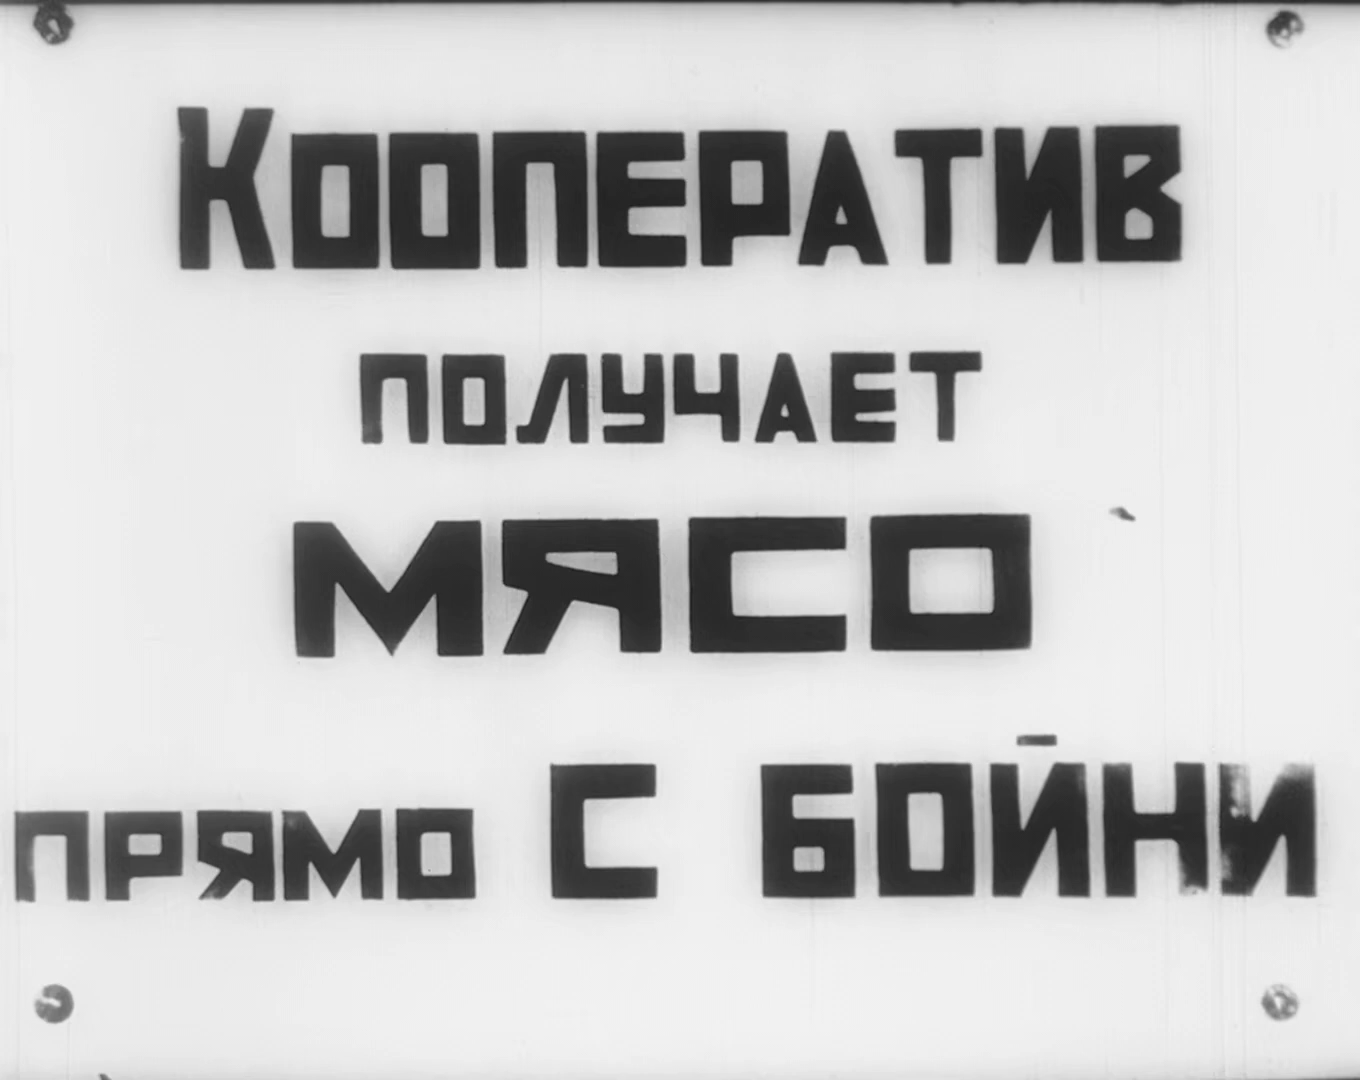 Кооператив
получает
мясо
прямо с бойни